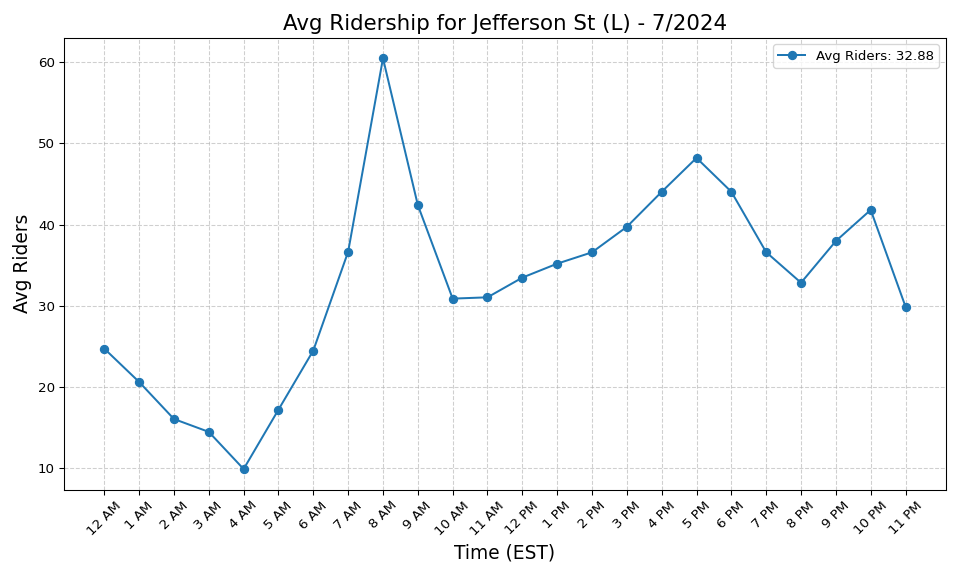 Avg Ridership for Jefferson St (L) - 7/2024
Avg Riders: 32.88
60
50
40
30
20
10
Avg Riders
12 AM
1 AM
2 AM
3 AM
4 AM
5 AM
6 AM
7 AM
8 AM
9 AM
10 AM
11 AM
12 PM
1 PM
2 PM
3 PM
4 PM
5 PM
6 PM
7 PM
8 PM
9 PM
10 PM
11 PM
Time (EST)